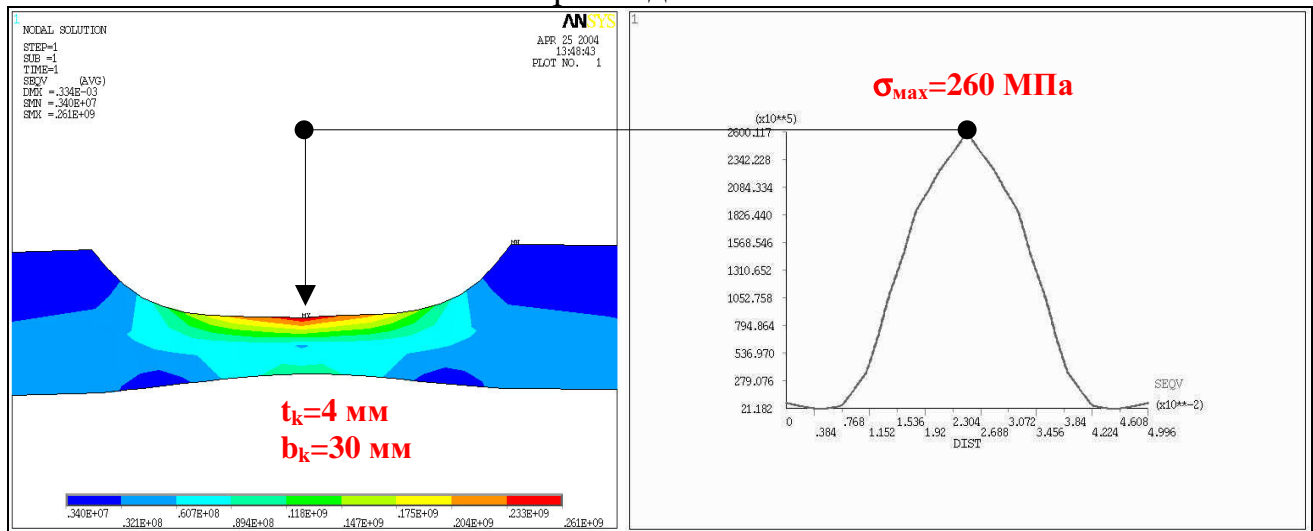 1
NODAL SOLUTION
STEP=1
SUB =1
TIME=1
SEQV (AVG)
DMX =.334E-03
SMN =.340E+07
SMX =.261E+09
ANSYS
APR 25 2004
13:48:43
PLOT NO. 1
MN
MX
tk=4 мм
bk=30 мм
.340E+07 .607E+08 .118E+09 .175E+09 .233E+09
.321E+08 .894E+08 .147E+09 .204E+09 .261E+09
1
σмах=260 МПа
(x10**5)
2600.117
2342.228
2084.334
1826.440
1568.546
1310.652
1052.758
794.864
536.970
279.076
21.182
SEQV
(x10**-2)
0 .768 1.536 2.304 3.072 3.84 4.608
.384 1.152 1.92 2.688 3.456 4.224 4.996
DIST